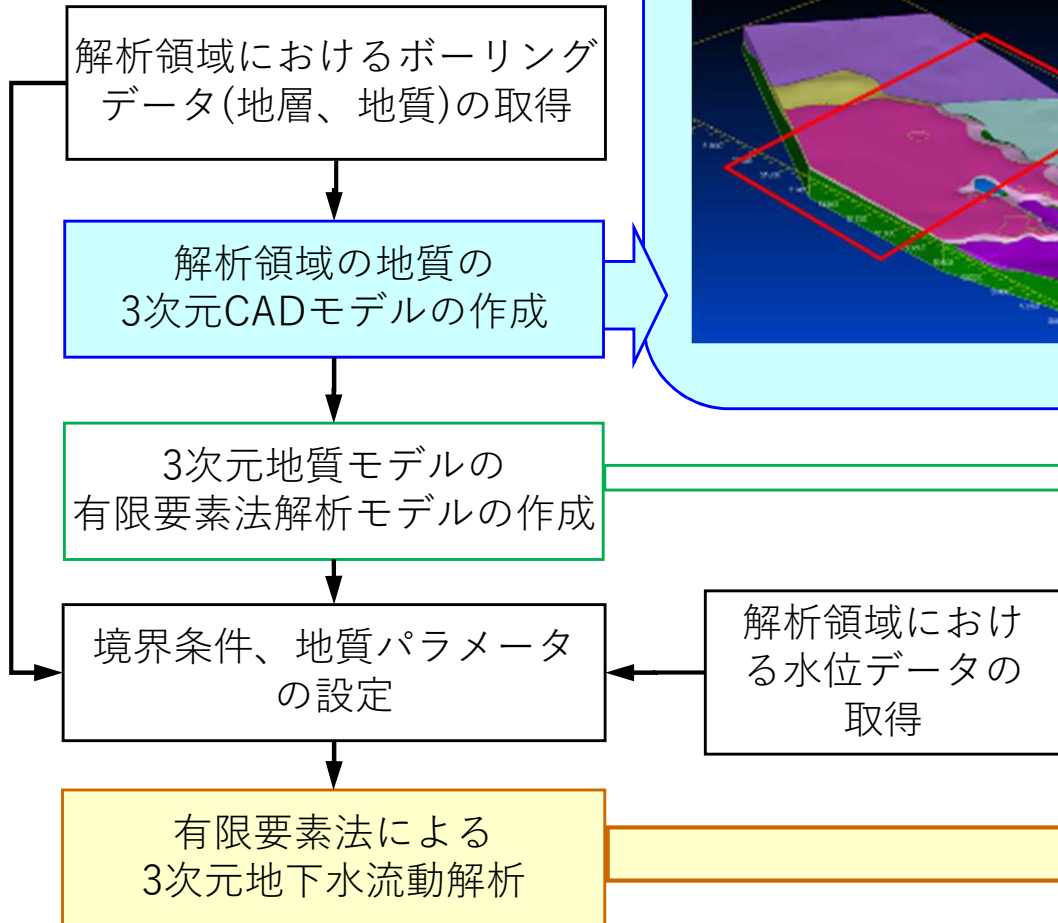 解析領域におけるボーリング
データ(地層、地質)の取得
解析領域の地質の
3次元CADモデルの作成
3次元地質モデルの
有限要素法解析モデルの作成
境界条件、地質パラメータ
の設定
解析領域におけ
る水位データの
取得
有限要素法による
3次元地下水流動解析